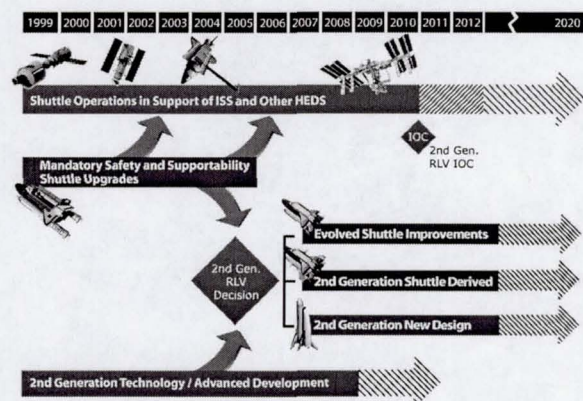 1999 2000 2001 2002 2003 2004 2005 2006 2007 2008 2009 2010 2011 2012 2020
Shuttle Operations in Support of ISS and Other HEDS
IOC
2nd Gen.
RLV IOC
Mandatory Safety and Supportability
Shuttle Upgrades
Evolved Shuttle Improvements
2nd Gen.
RLV
Decision
2nd Generation Shuttle Derived
2nd Generation New Design
2nd Generation Technology / Advanced Development